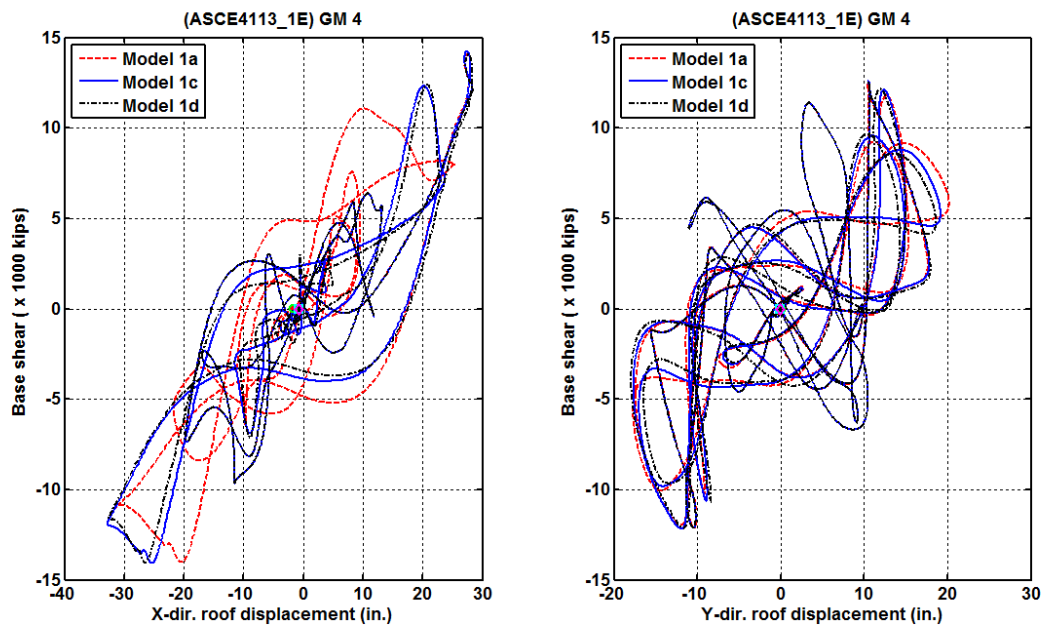 (ASCE4113_1E) GM 4
15
10
5
0
-5
-10
-15
Base shear ( x 1000 kips)
Model 1a
Model 1c
Model 1d
-40
-30
-20
-10
0
10
20
30
X-dir. roof displacement (in.)
(ASCE4113_1E) GM 4
15
10
5
0
-5
-10
-15
Base shear ( x 1000 kips)
Model 1a
Model 1c
Model 1d
-20
-10
0
10
20
30
Y-dir. roof displacement (in.)